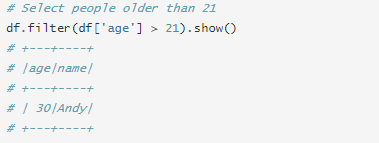 # Select people older than 21
df.filter(df['age'] > 21).show()
# +---+----+
# |age|name|
# +---+----+
# | 30|Andy|
# +---+----+